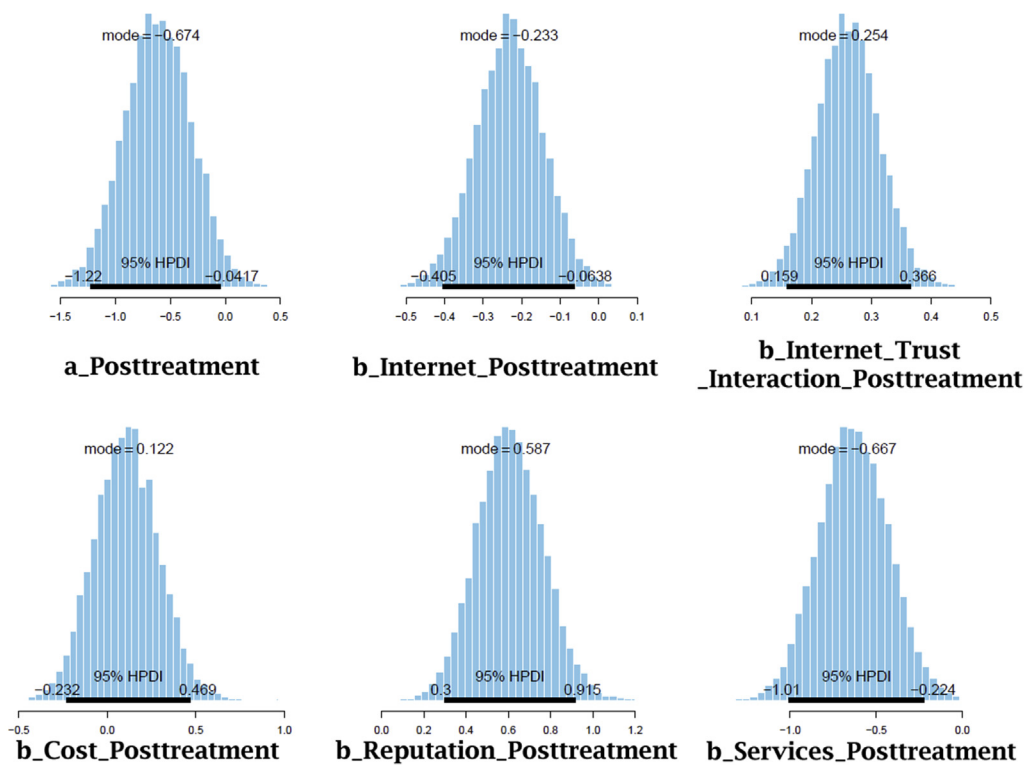 mode = −0.674
95% HPDI
−1.22 −0.0417
−1.5 −1.0 −0.5 0.0 0.5
a_Posttreatment
mode = −0.233
95% HPDI
−0.405 −0.0638
−0.5 −0.4 −0.3 −0.2 −0.1 0.0 0.1
b_Internet_Posttreatment
mode = 0.254
95% HPDI
0.159 0.366
0.1 0.2 0.3 0.4 0.5
b_Internet_Trust
_Interaction_Posttreatment
mode = 0.122
95% HPDI
−0.232 0.469
−0.5 0.0 0.5 1.0
b_Cost_Posttreatment
mode = 0.587
95% HPDI
0.3 0.915
0.0 0.2 0.4 0.6 0.8 1.0 1.2
b_Reputation_Posttreatment
mode = −0.667
95% HPDI
−1.01 −0.224
−1.0 −0.5 0.0
b_Services_Posttreatment